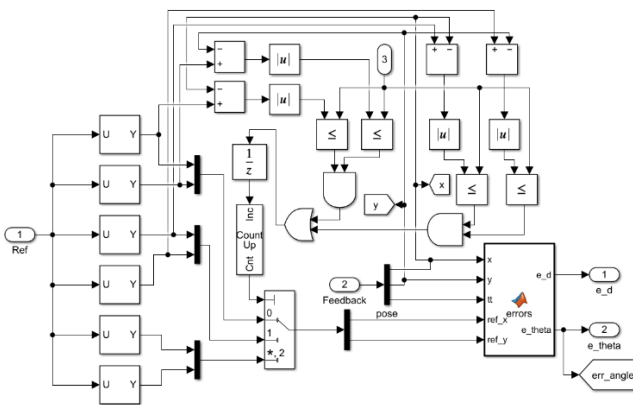 − +
|u|
3
+ −
+ −
− +
|u|
U Y
≤
≤
|u|
|u|
1
z
x
≤
≤
U Y
y
1
Ref
U Y
Inc
Count
Up
Cnt
x
1
e_d
2
Feedback
y
e_d
U Y
tt
errors
0
pose
ref_x
e_theta
2
e_theta
U Y
1
ref_y
*, 2
err_angle
U Y